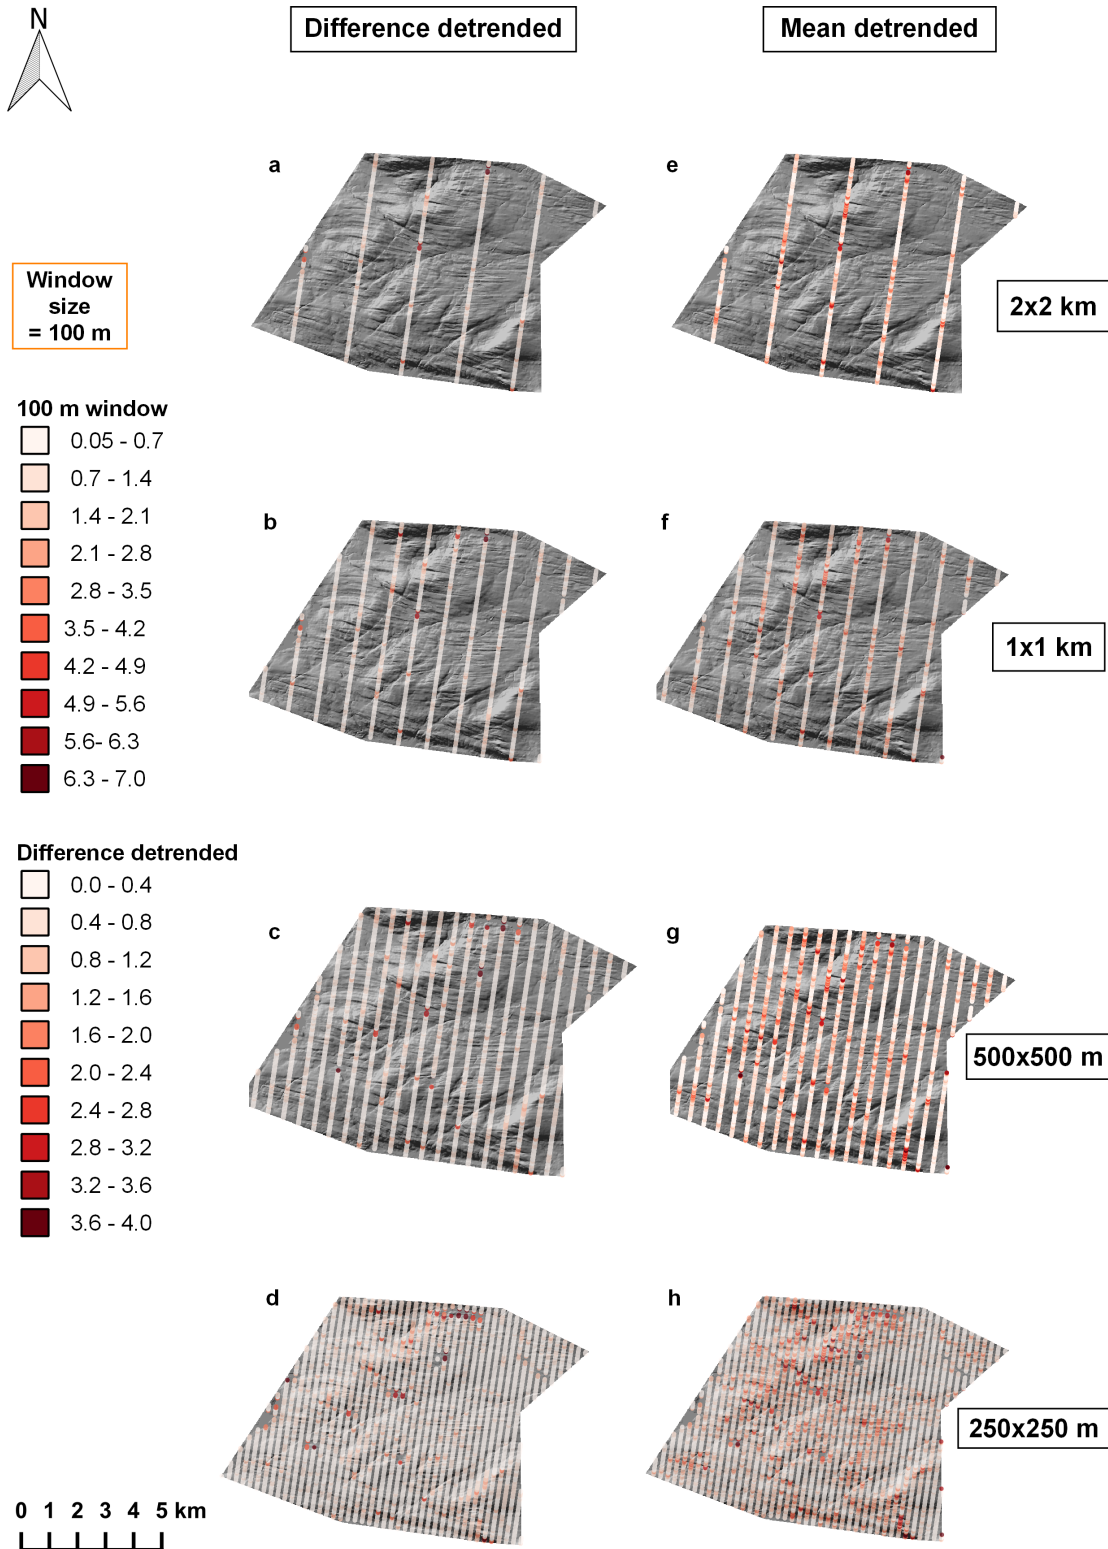 N
Difference detrended
Mean detrended
a
e
Window
size
= 100 m
2x2 km
100 m window
0.05 - 0.7
0.7 - 1.4
1.4 - 2.1
2.1 - 2.8
2.8 - 3.5
3.5 - 4.2
4.2 - 4.9
4.9 - 5.6
5.6- 6.3
6.3 - 7.0
b
f
1x1 km
Difference detrended
0.0 - 0.4
0.4 - 0.8
0.8 - 1.2
1.2 - 1.6
1.6 - 2.0
2.0 - 2.4
2.4 - 2.8
2.8 - 3.2
3.2 - 3.6
3.6 - 4.0
c
g
500x500 m
d
h
250x250 m
0 1 2 3 4 5 km